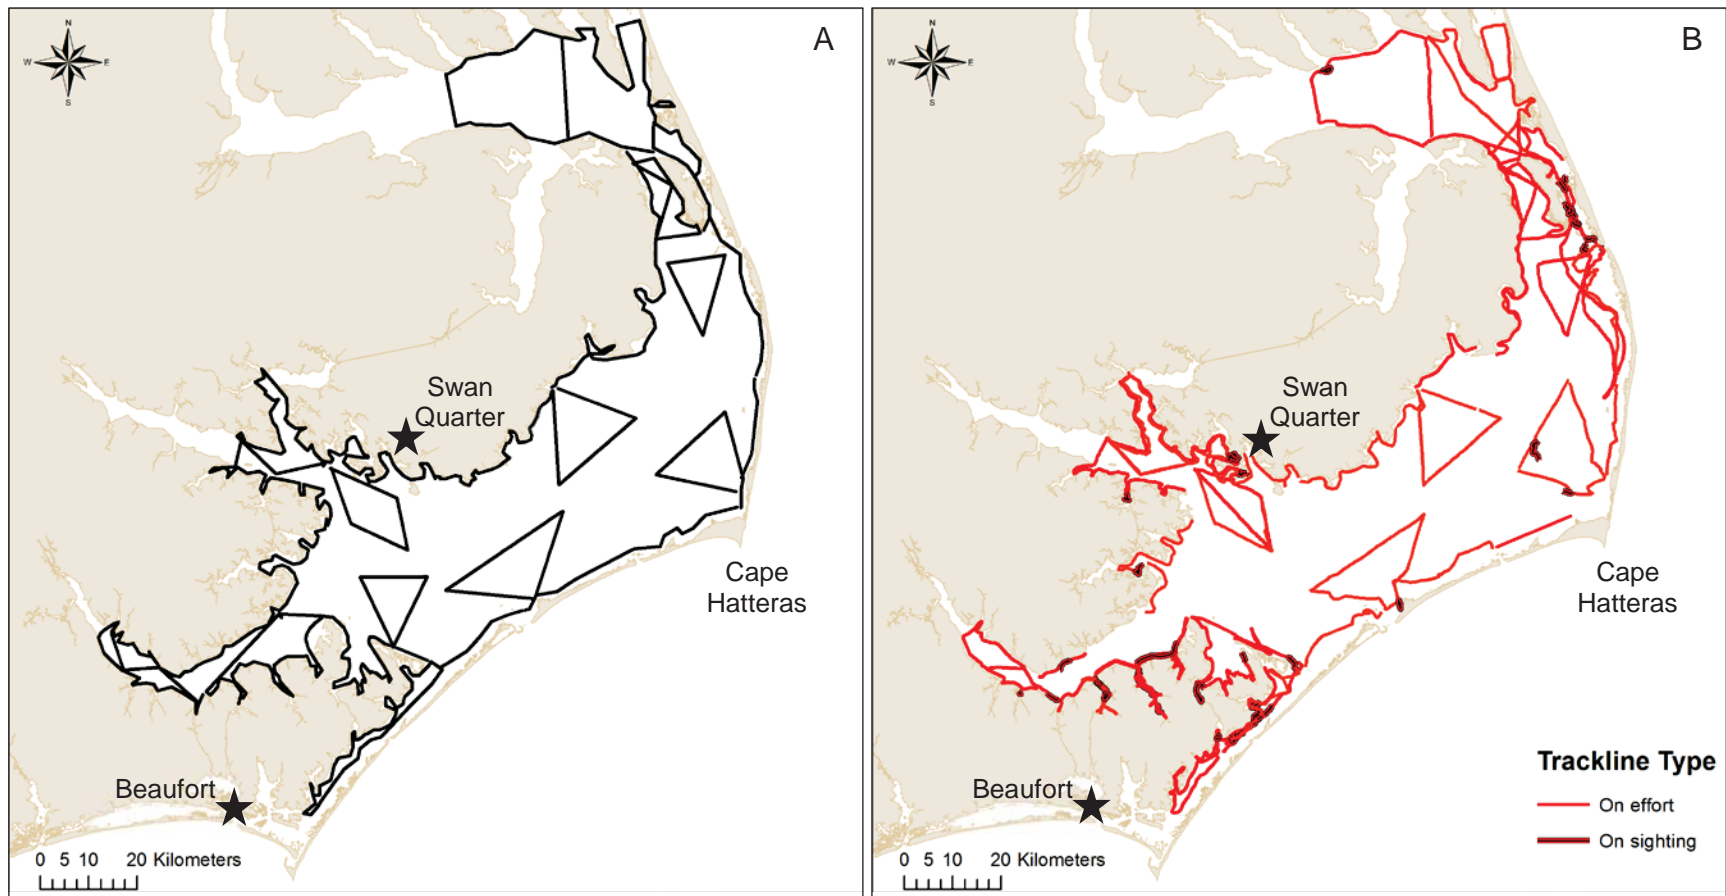 A
N
W E
S
Swan
Quarter
Cape
Hatteras
Beaufort
0 5 10 20 Kilometers
B
N
W E
S
Swan
Quarter
Cape
Hatteras
Beaufort
Trackline Type
On effort
On sighting
0 5 10 20 Kilometers